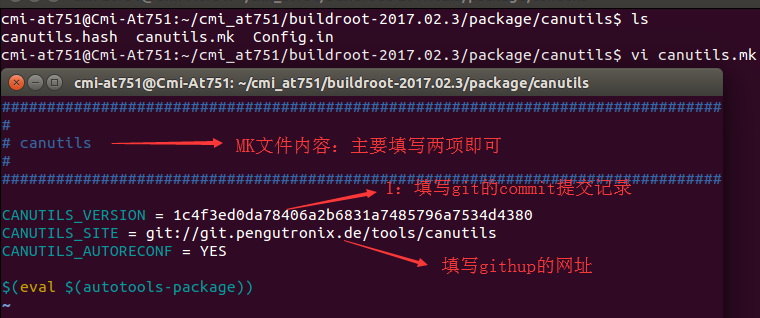 cmi-at751@Cmi-At751:~/cmi_at751/buildroot-2017.02.3/package/canutils$ ls
canutils.hash  canutils.mk  Config.in
cmi-at751@Cmi-At751:~/cmi_at751/buildroot-2017.02.3/package/canutils$ vi canutils.mk
cmi-at751@Cmi-At751: ~/cmi_at751/buildroot-2017.02.3/package/canutils
################################################################################
#
# canutils MK文件内容：主要填写两项即可
#
################################################################################
1：填写git的commit提交记录
CANUTILS_VERSION = 1c4f3ed0da78406a2b6831a7485796a7534d4380
CANUTILS_SITE = git://git.pengutronix.de/tools/canutils
CANUTILS_AUTORECONF = YES
填写githup的网址
$(eval $(autotools-package))
~